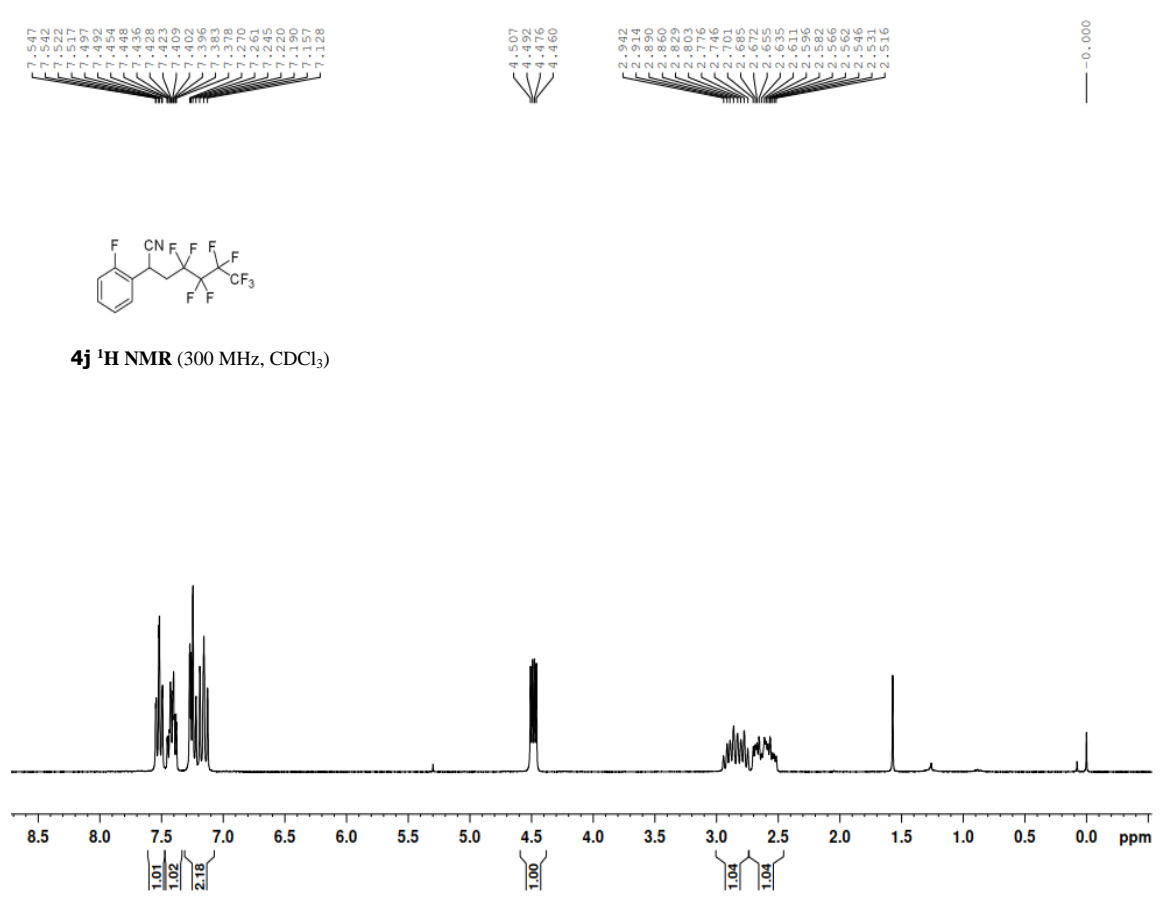 7.547 7.542 7.522 7.517 7.497 7.492 7.454 7.448 7.436 7.428 7.423 7.409 7.402 7.396 7.383 7.378 7.270 7.261 7.245 7.220 7.190 7.157 7.128 4.507 4.492 4.476 4.460 2.942 2.914 2.890 2.860 2.829 2.803 2.776 2.746 2.701 2.685 2.672 2.655 2.635 2.611 2.596 2.582 2.566 2.562 2.546 2.531 2.516 -0.000
F CN F F F
F
CF3
F F
4j ¹H NMR (300 MHz, CDCl₃)
8.5 8.0 7.5 7.0 6.5 6.0 5.5 5.0 4.5 4.0 3.5 3.0 2.5 2.0 1.5 1.0 0.5 0.0 ppm
1.01 1.02 2.18 1.00 1.04 1.04